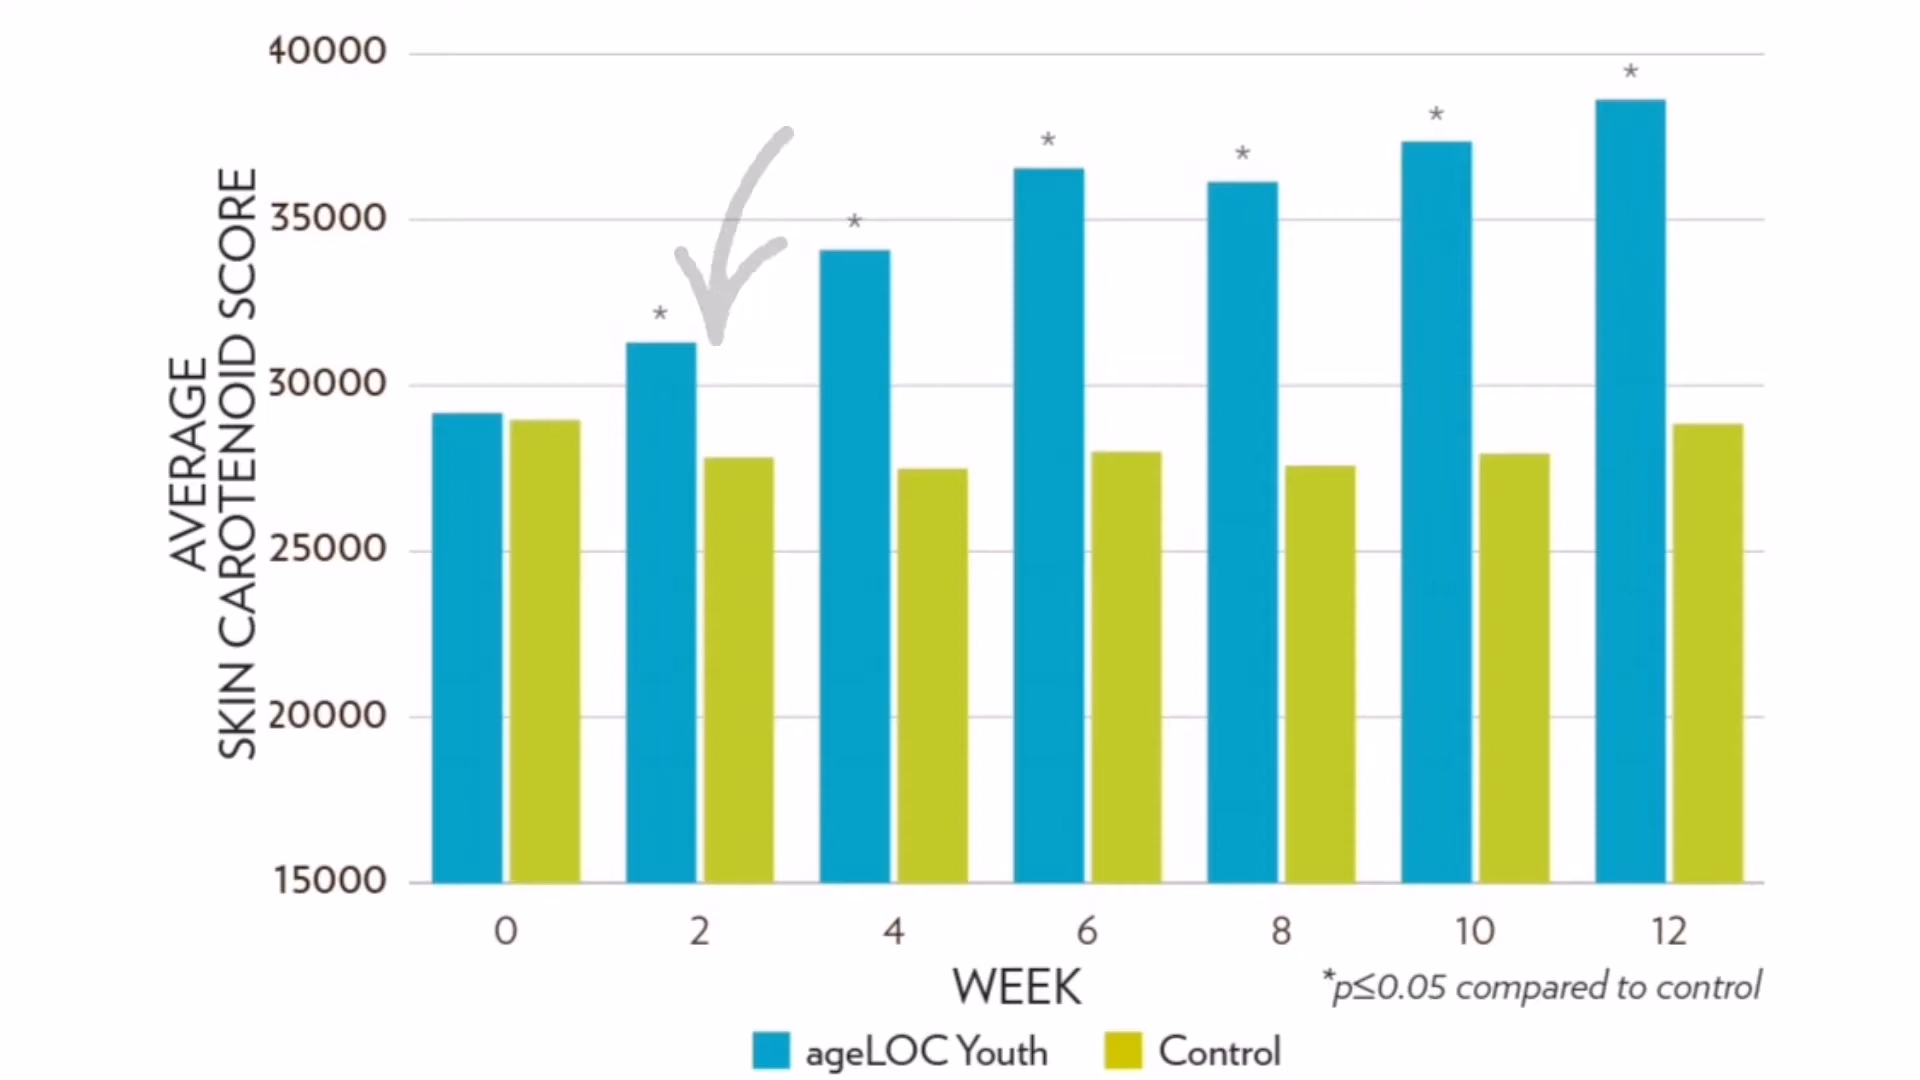 40000
35000
30000
25000
20000
15000
AVERAGE
SKIN CAROTENOID SCORE
*
*
*
*
*
*
0 2 4 6 8 10 12
WEEK
*p≤0.05 compared to control
ageLOC Youth Control